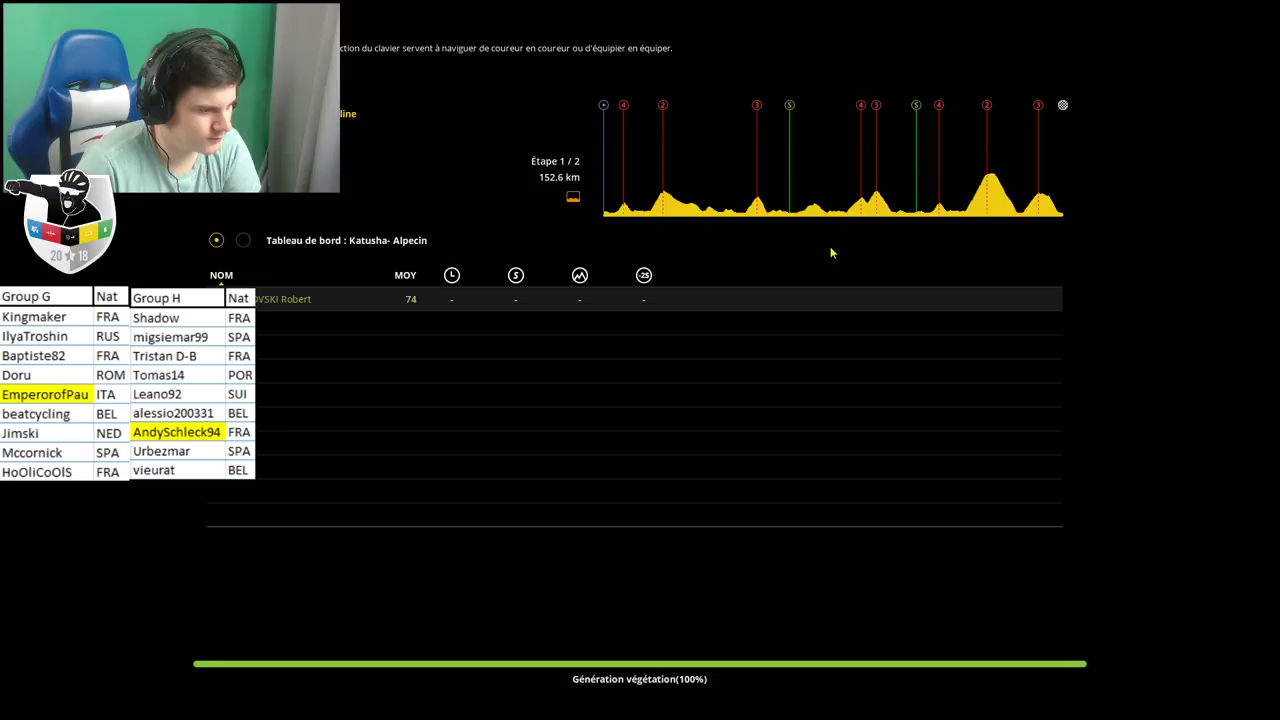 ction du clavier servent à naviguer de coureur en coureur ou d'équipier en équiper.
line
4 2 3 5 4 3 5 4 2 3
Étape 1 / 2
152.6 km
20 18
Tableau de bord : Katusha- Alpecin
NOM MOY S -25
OVSKI Robert 74 - - - -
Group G Nat
Kingmaker FRA
IlyaTroshin RUS
Baptiste82 FRA
Doru ROM
EmperorofPau ITA
beatcycling BEL
Jimski NED
Mccornick SPA
HoOliCoOlS FRA
Group H Nat
Shadow FRA
migsiemar99 SPA
Tristan D-B FRA
Tomas14 POR
Leano92 SUI
alessio200331 BEL
AndySchleck94 FRA
Urbezmar SPA
vieurat BEL
Génération végétation(100%)